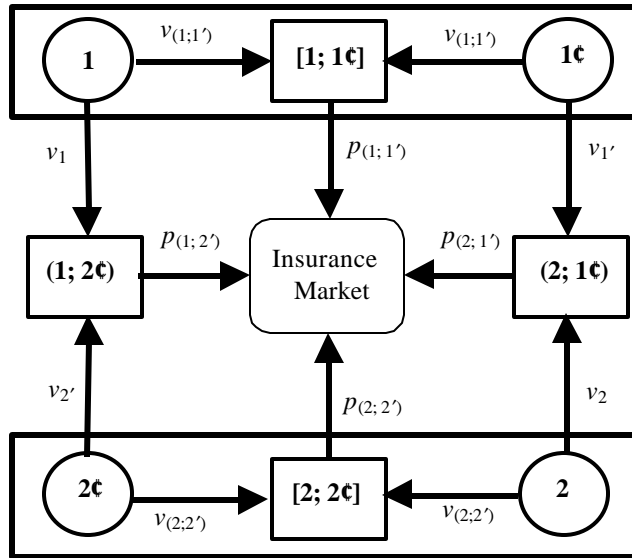 v(1;1′) v(1;1′)
1 [1; 1¢] 1¢
v1 p(1; 1′) v1′
p(1; 2′) p(2; 1′)
(1; 2¢) Insurance (2; 1¢)
Market
v2′ p(2; 2′) v2
2¢ [2; 2¢] 2
v(2;2′) v(2;2′)